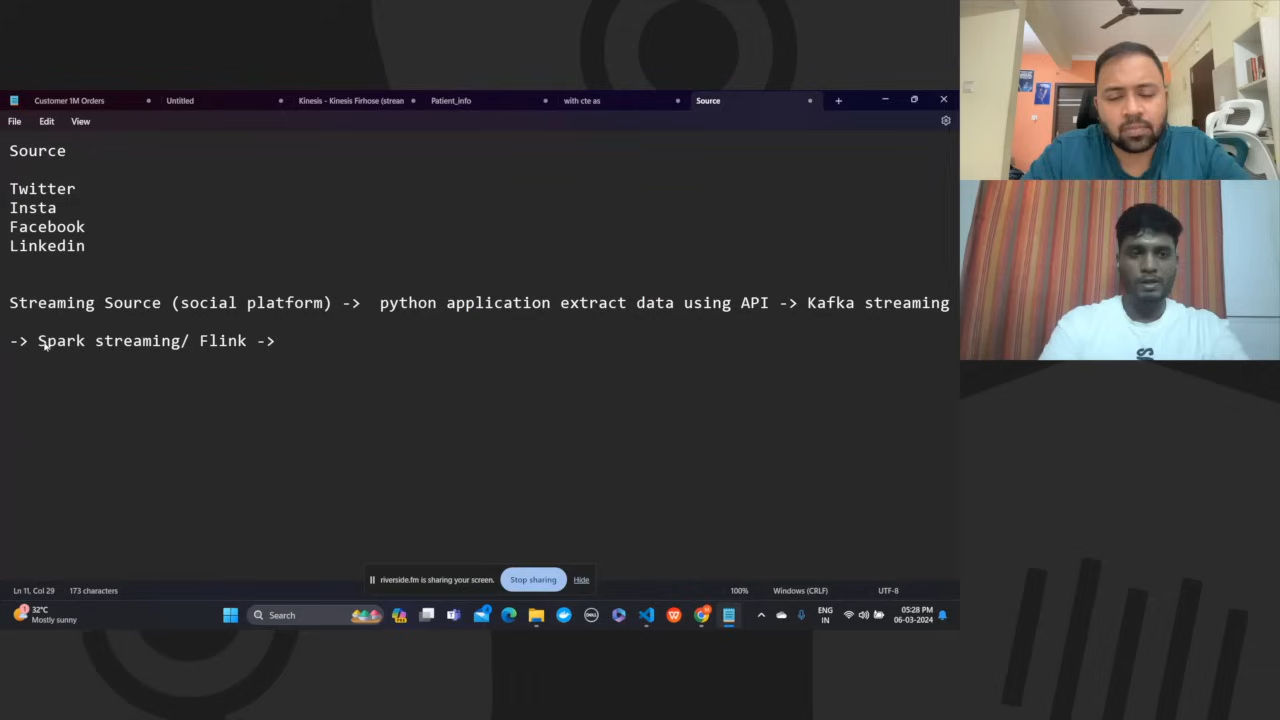 Customer 1M Orders
Untitled
Kinesis - Kinesis Firhose (strean
Patient_info
with cte as
Source
File Edit View
Source
Twitter
Insta
Facebook
Linkedin
Streaming Source (social platform) -> python application extract data using API -> Kafka streaming
-> Spark streaming/ Flink ->
riverside.fm is sharing your screen. Stop sharing Hide
Ln 11, Col 29 173 characters 100% Windows (CRLF) UTF-8
32°C
Mostly sunny
Search
ENG
IN
05:28 PM
06-03-2024